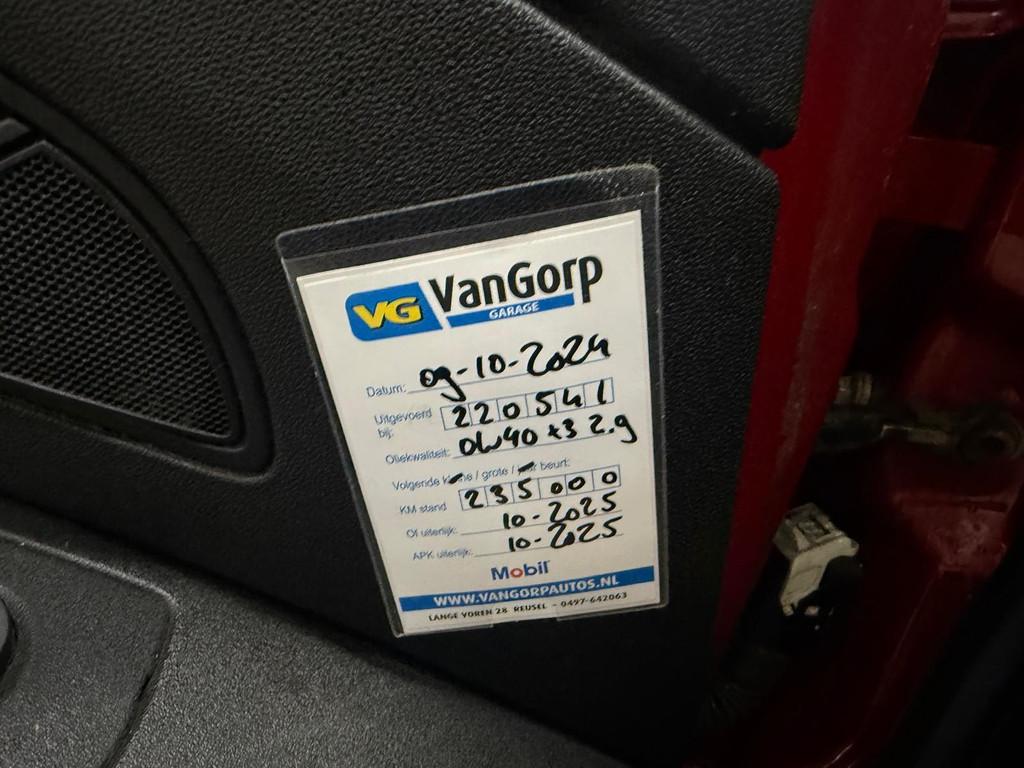 VG VanGorp
GARAGE
Datum: 09-10-2024
Uitgevoerd bij: 220541
Oliekwaliteit: 0W40 +3 2.9
Volgende kleine / grote / beurt:
KM stand 235000
Of uiterlijk: 10-2025
APK uiterlijk: 10-2025
Mobil
WWW.VANGORPAUTOS.NL
LANGE VOREN 28 REUSEL - 0497-642063